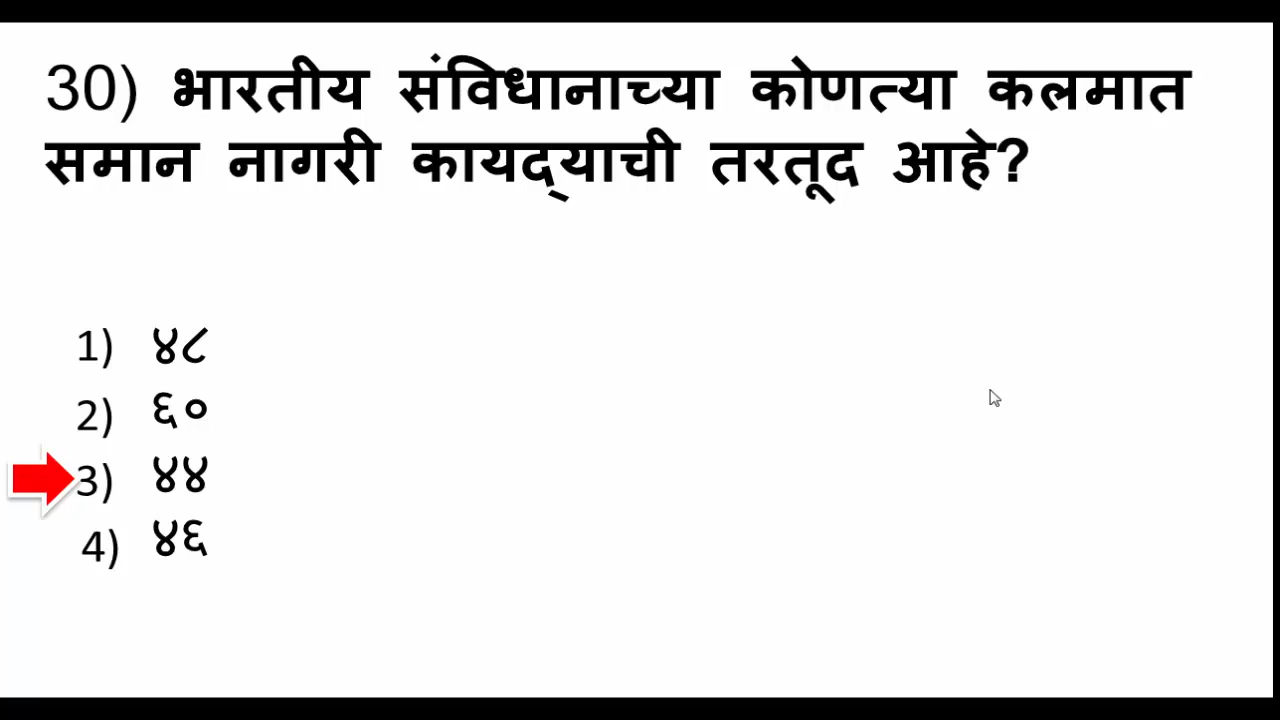 30) भारतीय संविधानाच्या कोणत्या कलमात
समान नागरी कायद्‌याची तरतूद आहे?
1) ४८
2) ६०
3) ४४
4) ४६